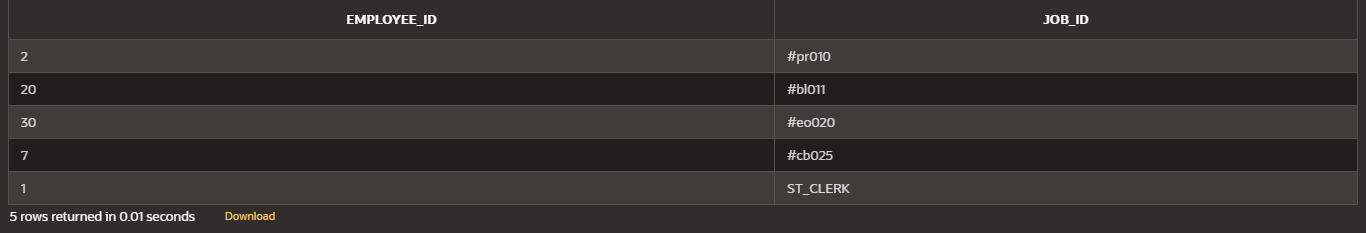 EMPLOYEE_ID JOB_ID
2 #pr010
20 #bl011
30 #eo020
7 #cb025
1 ST_CLERK
5 rows returned in 0.01 seconds Download